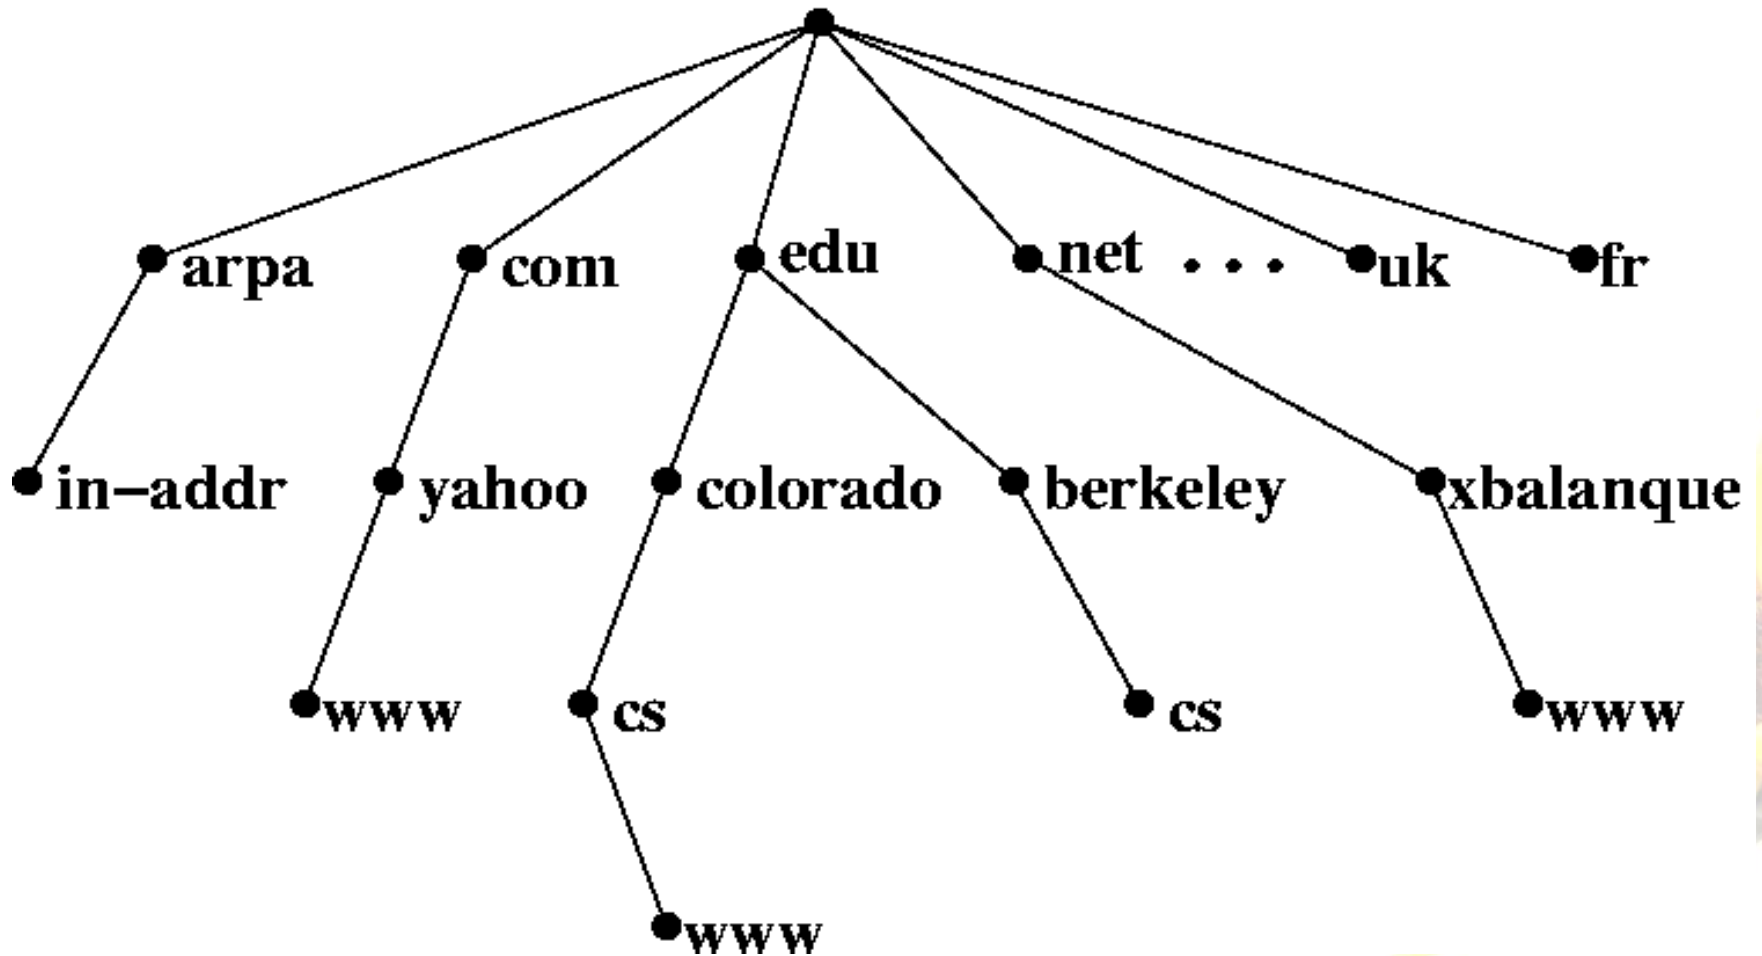 arpa com edu net . . . uk fr
in-addr yahoo colorado berkeley xbalanque
www cs cs www
www